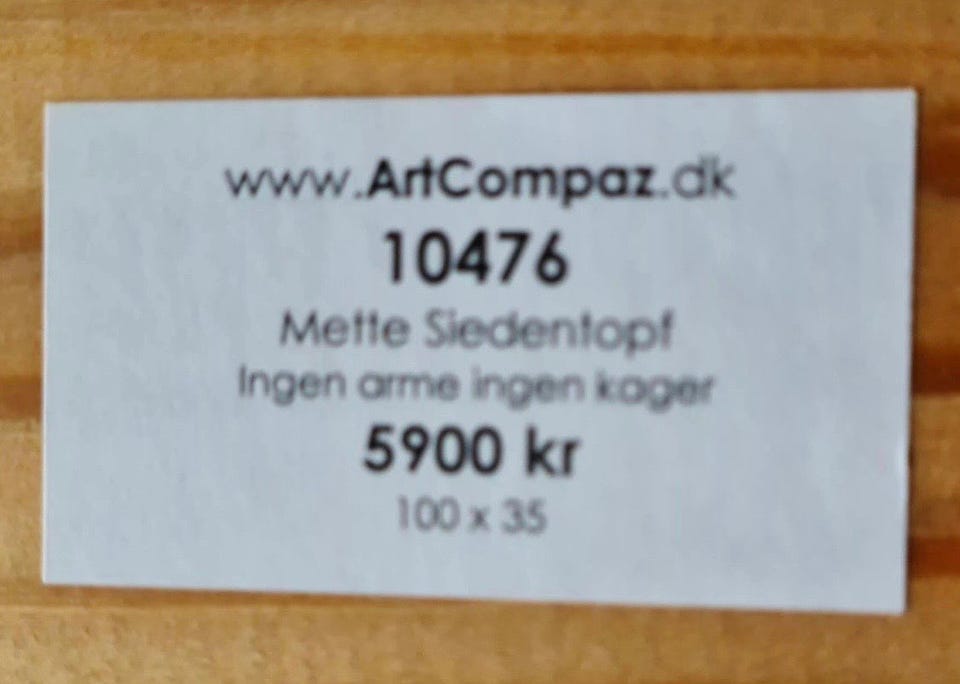 www.ArtCompaz.dk
10476
Mette Siedentopf
Ingen arme ingen kager
5900 kr
100 x 35